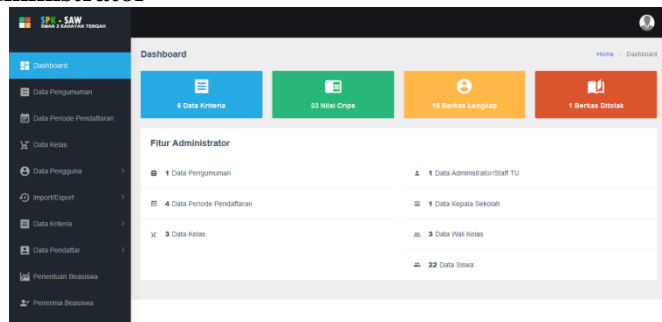 SPK - SAW
SMAN 2 KAHAYAN TENGAH
Dashboard
Data Pengumuman
Data Periode Pendaftaran
Data Kelas
Data Pengguna
Import/Export
Data Kriteria
Data Pendaftar
Penentuan Beasiswa
Penerima Beasiswa
Dashboard
Home Dashboard
6 Data Kriteria
33 Nilai Crips
18 Berkas Lengkap
1 Berkas Ditolak
Fitur Administrator
1 Data Pengumuman
1 Data Administrator/Staff TU
4 Data Periode Pendaftaran
1 Data Kepala Sekolah
3 Data Kelas
3 Data Wali Kelas
22 Data Siswa